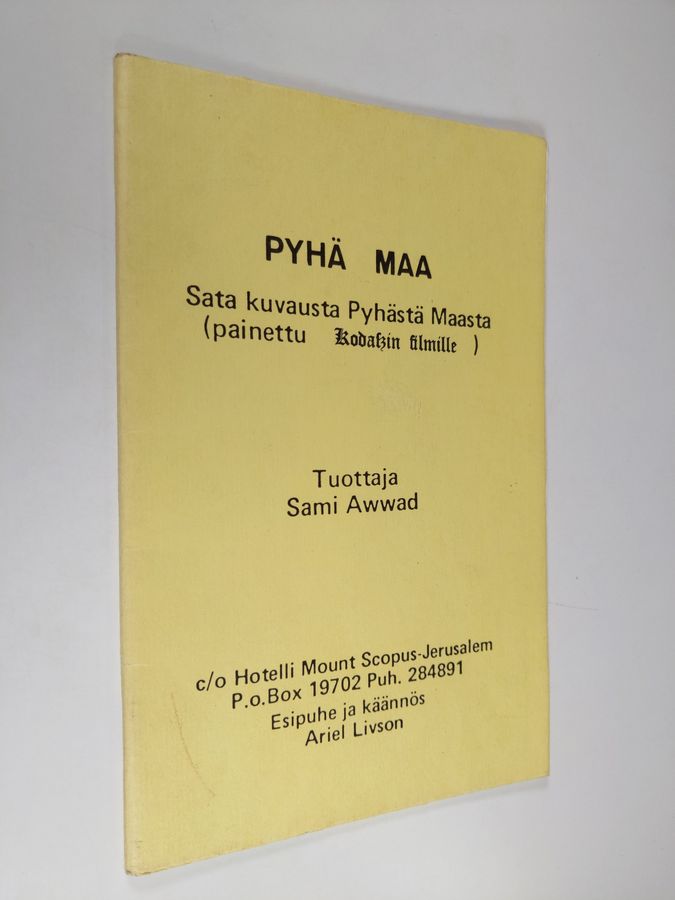 PYHÄ MAA
Sata kuvausta Pyhästä Maasta
(painettu Kodakin filmille )
Tuottaja
Sami Awwad
c/o Hotelli Mount Scopus-Jerusalem
P.o.Box 19702 Puh. 284891
Esipuhe ja käännös
Ariel Livson